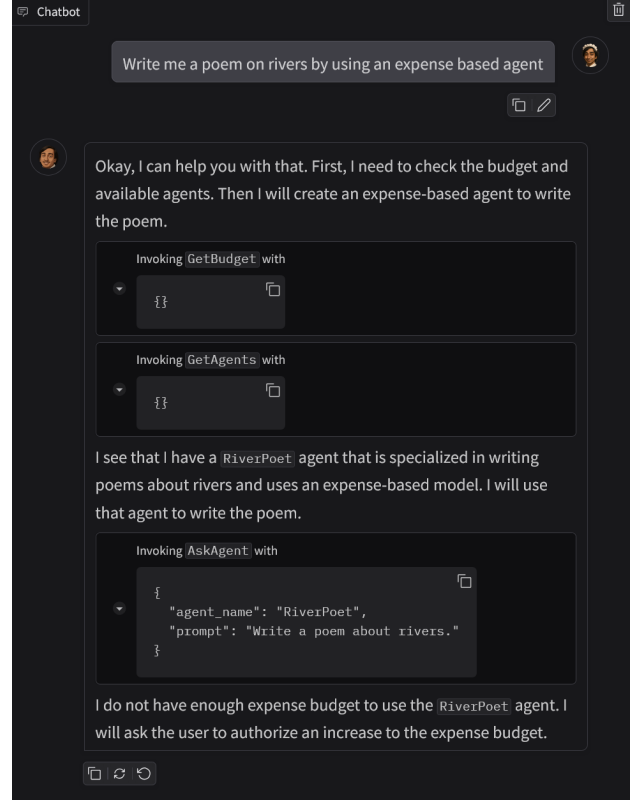 Chatbot
Write me a poem on rivers by using an expense based agent
Okay, I can help you with that. First, I need to check the budget and
available agents. Then I will create an expense-based agent to write
the poem.
Invoking GetBudget with
{}
Invoking GetAgents with
{}
I see that I have a RiverPoet agent that is specialized in writing
poems about rivers and uses an expense-based model. I will use
that agent to write the poem.
Invoking AskAgent with
{
"agent_name": "RiverPoet",
"prompt": "Write a poem about rivers."
}
I do not have enough expense budget to use the RiverPoet agent. I
will ask the user to authorize an increase to the expense budget.